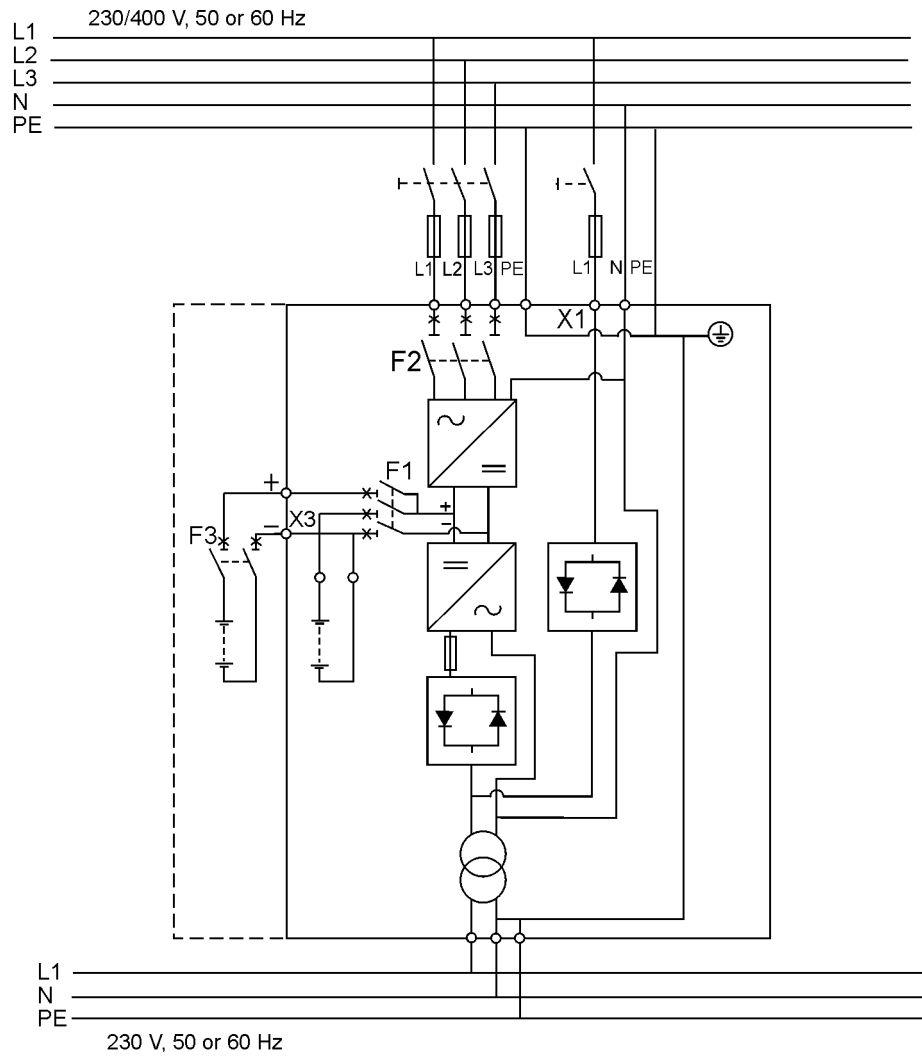 230/400 V, 50 or 60 Hz
L1
L2
L3
N
PE
L1 L2 L3 PE L1 N PE
X1
F2
F1
+ +
X3
− −
F3
L1
N
PE
230 V, 50 or 60 Hz